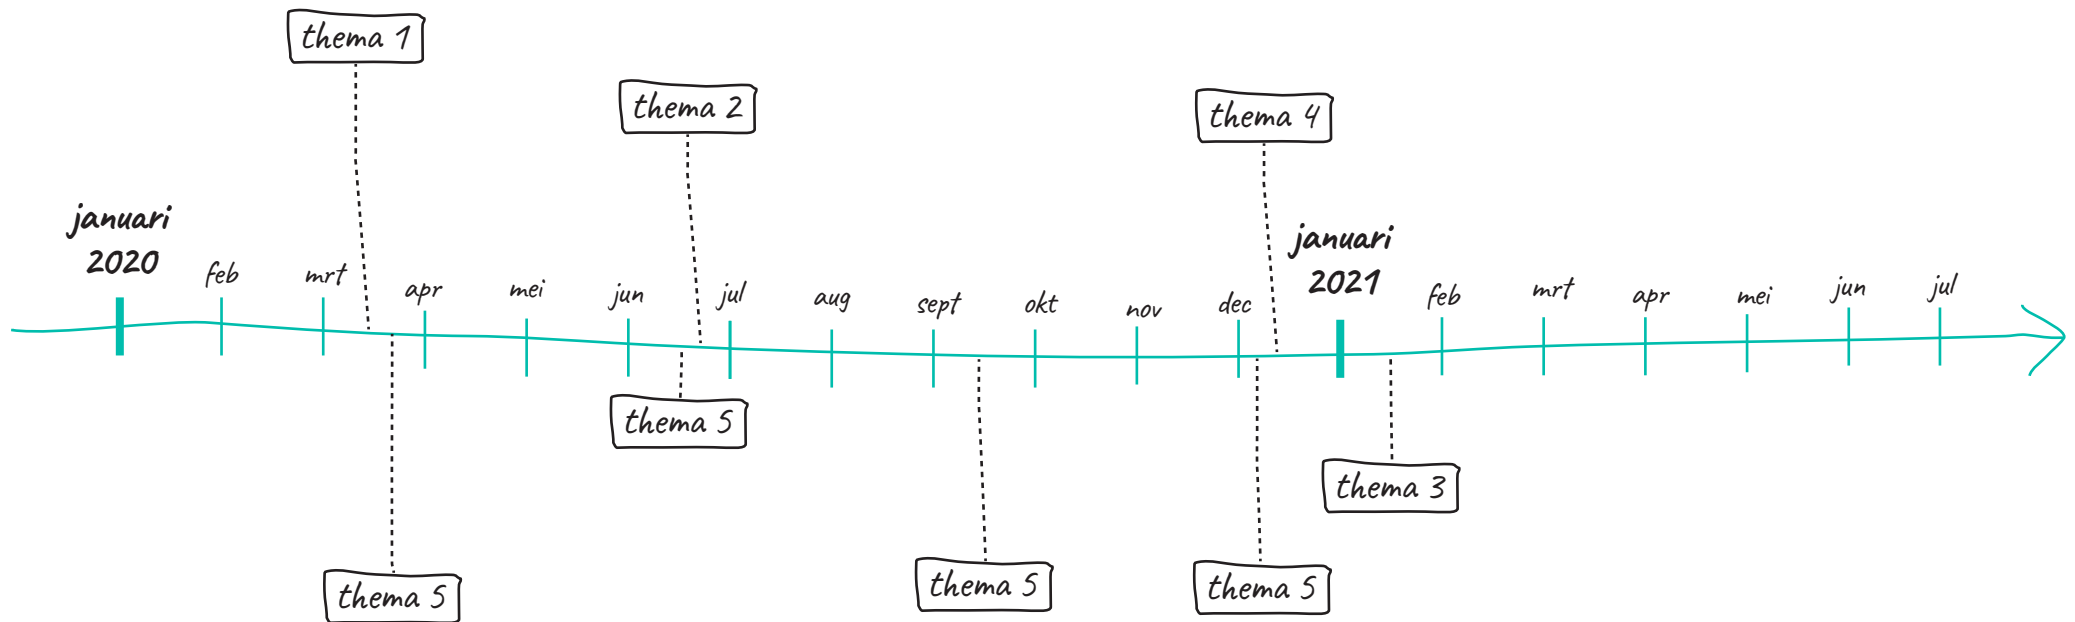 thema 1
thema 2
thema 4
januari
2020
feb
mrt
apr
mei
jun
jul
aug
sept
okt
nov
dec
januari
2021
feb
mrt
apr
mei
jun
jul
thema 5
thema 3
thema 5
thema 5
thema 5